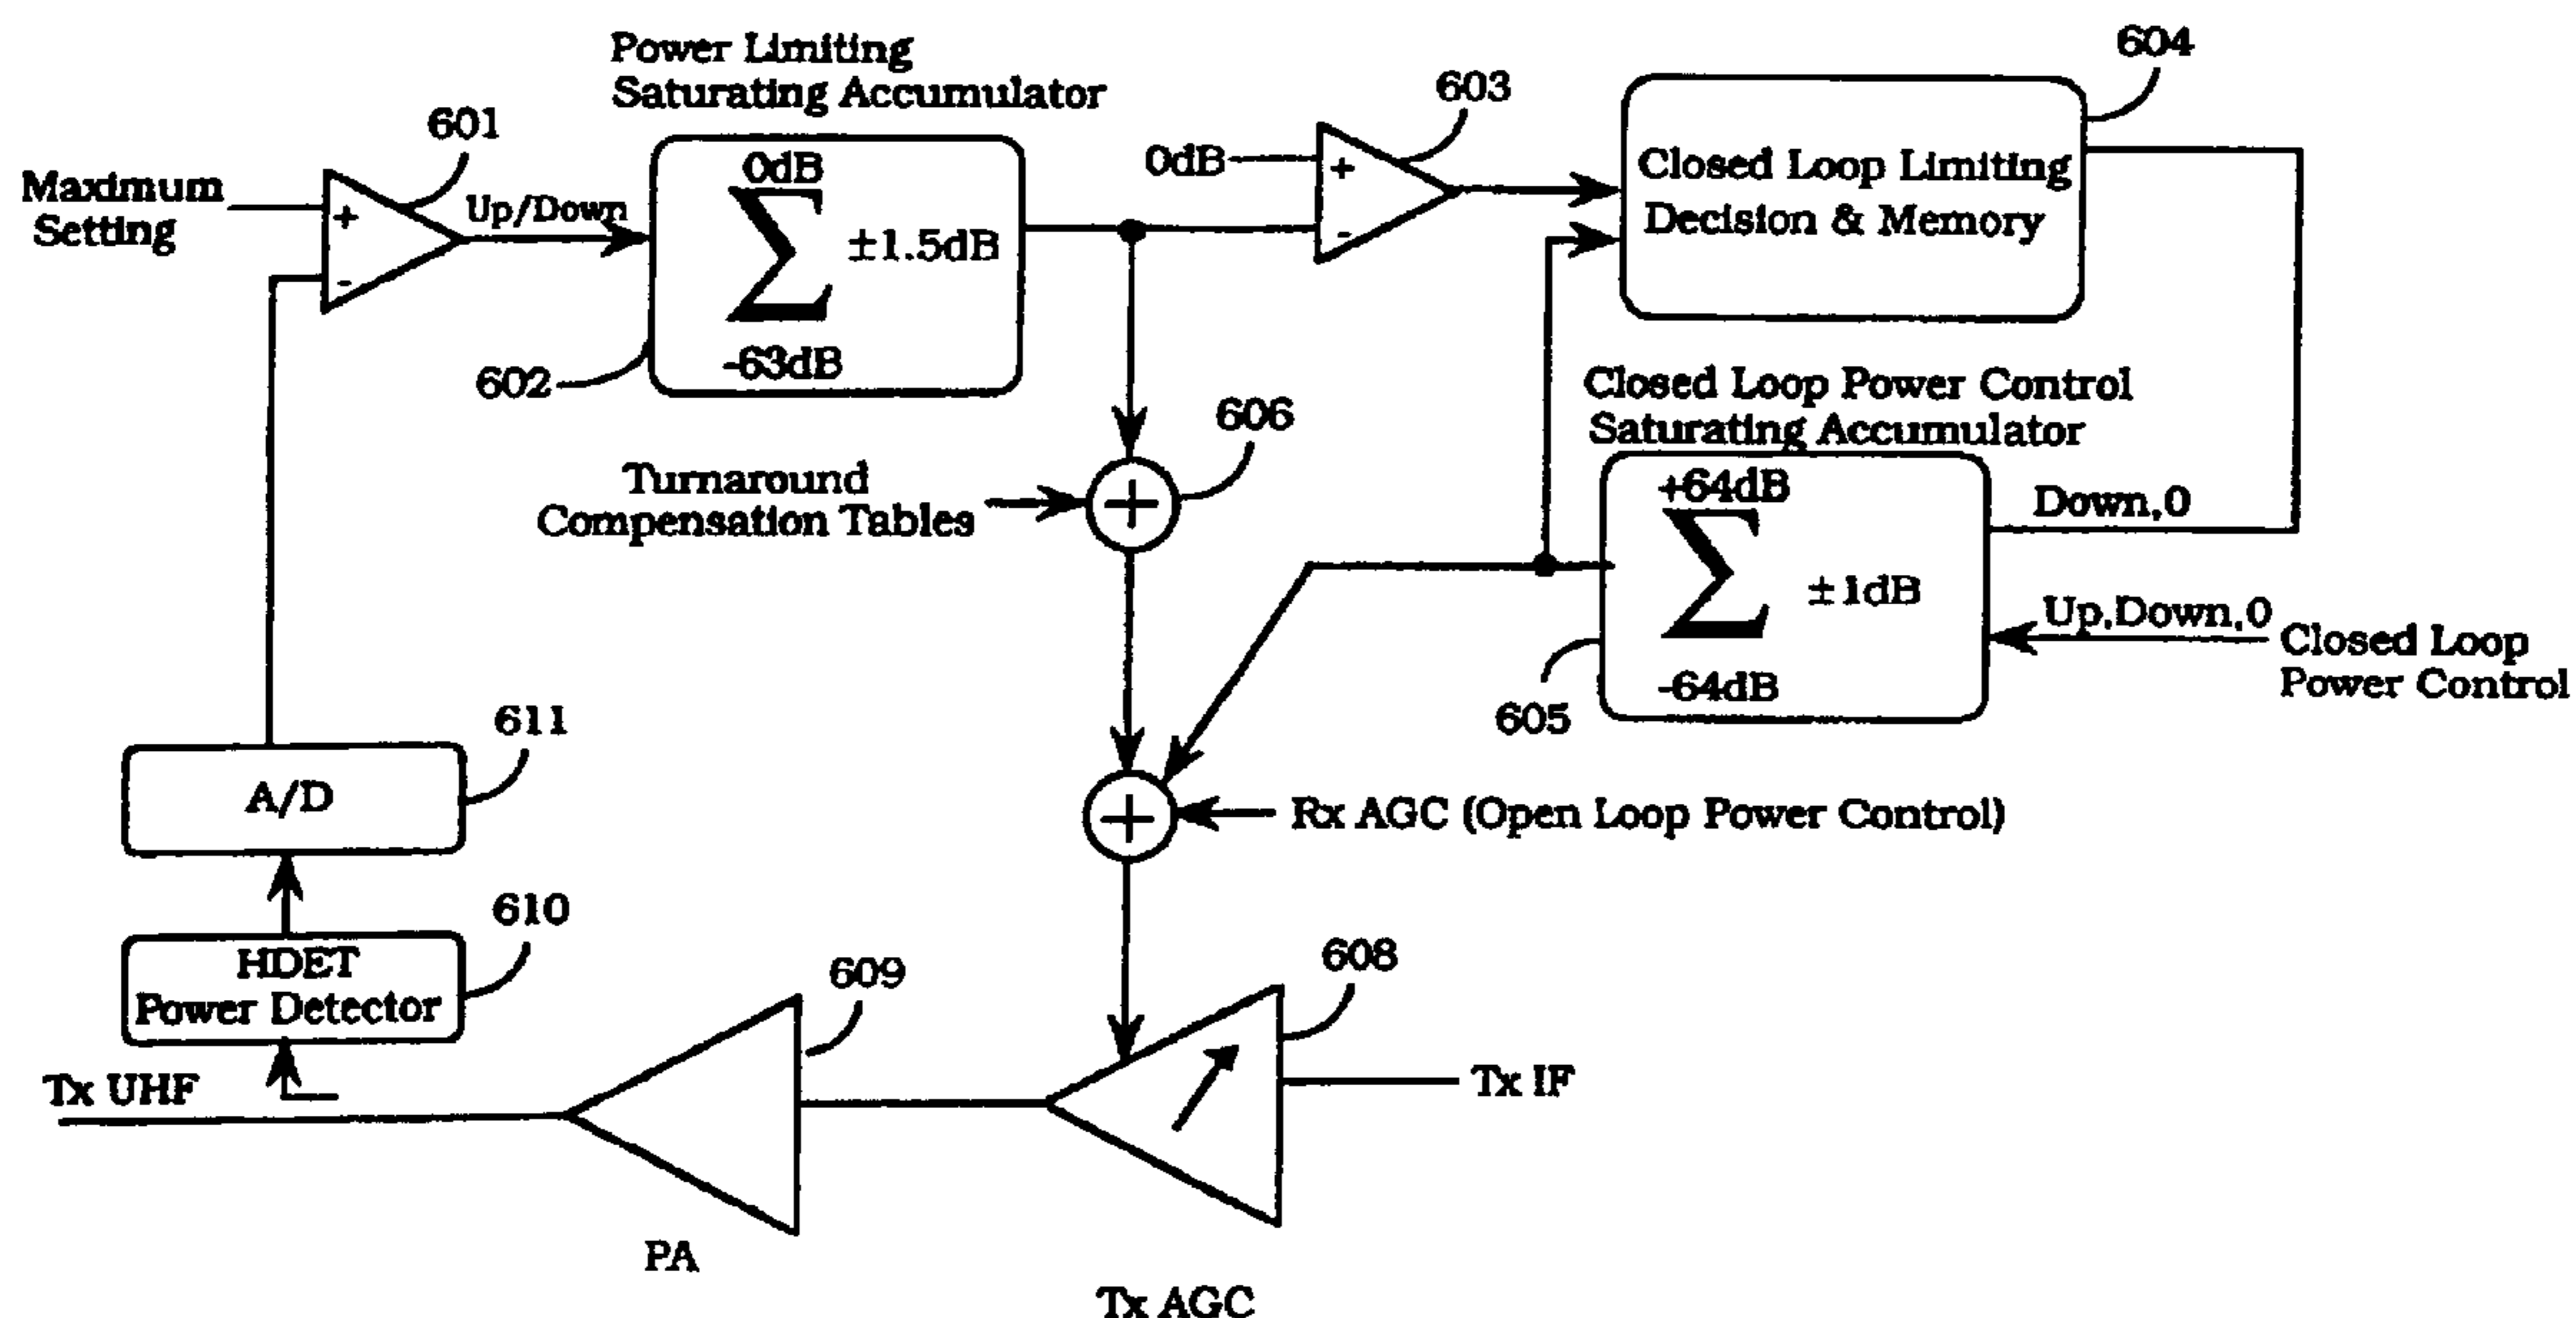 Power Limiting
Saturating Accumulator
604
603
601
0dB
0dB
+
Closed Loop Limiting
Decision & Memory
Maximum
Setting
+
Up/Down
±1.5dB
-
-
-63dB
602
Closed Loop Power Control
Saturating Accumulator
606
Turnaround
Compensation Tables
+
+64dB
Down,0
±1dB
Up,Down,0
Closed Loop
Power Control
-64dB
605
611
A/D
+
Rx AGC (Open Loop Power Control)
610
HDET
Power Detector
609
608
Tx UHF
Tx IF
PA
Tx AGC